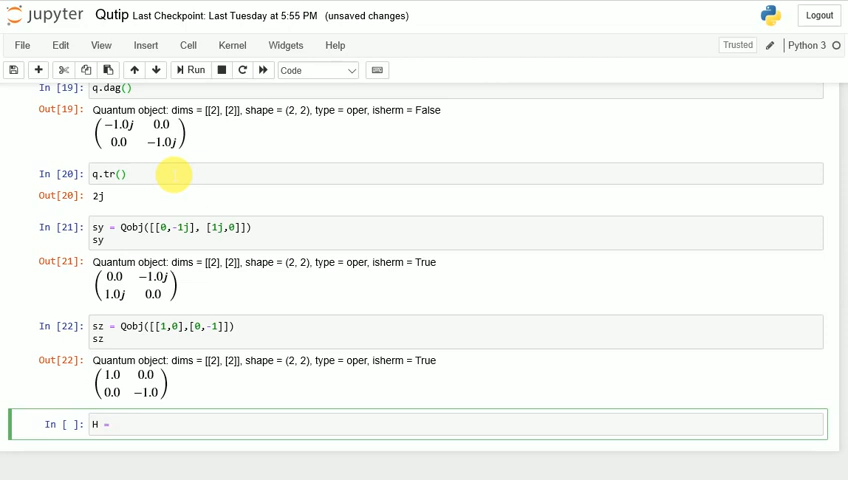 jupyter Qutip Last Checkpoint: Last Tuesday at 5:55 PM (unsaved changes) Logout
File Edit View Insert Cell Kernel Widgets Help Trusted Python 3
Run Code
In [19]: q.dag()
Out[19]: Quantum object: dims = [[2], [2]], shape = (2, 2), type = oper, isherm = False
−1.0j 0.0
0.0 −1.0j
In [20]: q.tr()
Out[20]: 2j
In [21]: sy = Qobj([[0,-1j], [1j,0]])
sy
Out[21]: Quantum object: dims = [[2], [2]], shape = (2, 2), type = oper, isherm = True
0.0 −1.0j
1.0j 0.0
In [22]: sz = Qobj([[1,0],[0,-1]])
sz
Out[22]: Quantum object: dims = [[2], [2]], shape = (2, 2), type = oper, isherm = True
1.0 0.0
0.0 −1.0
In [ ]: H =